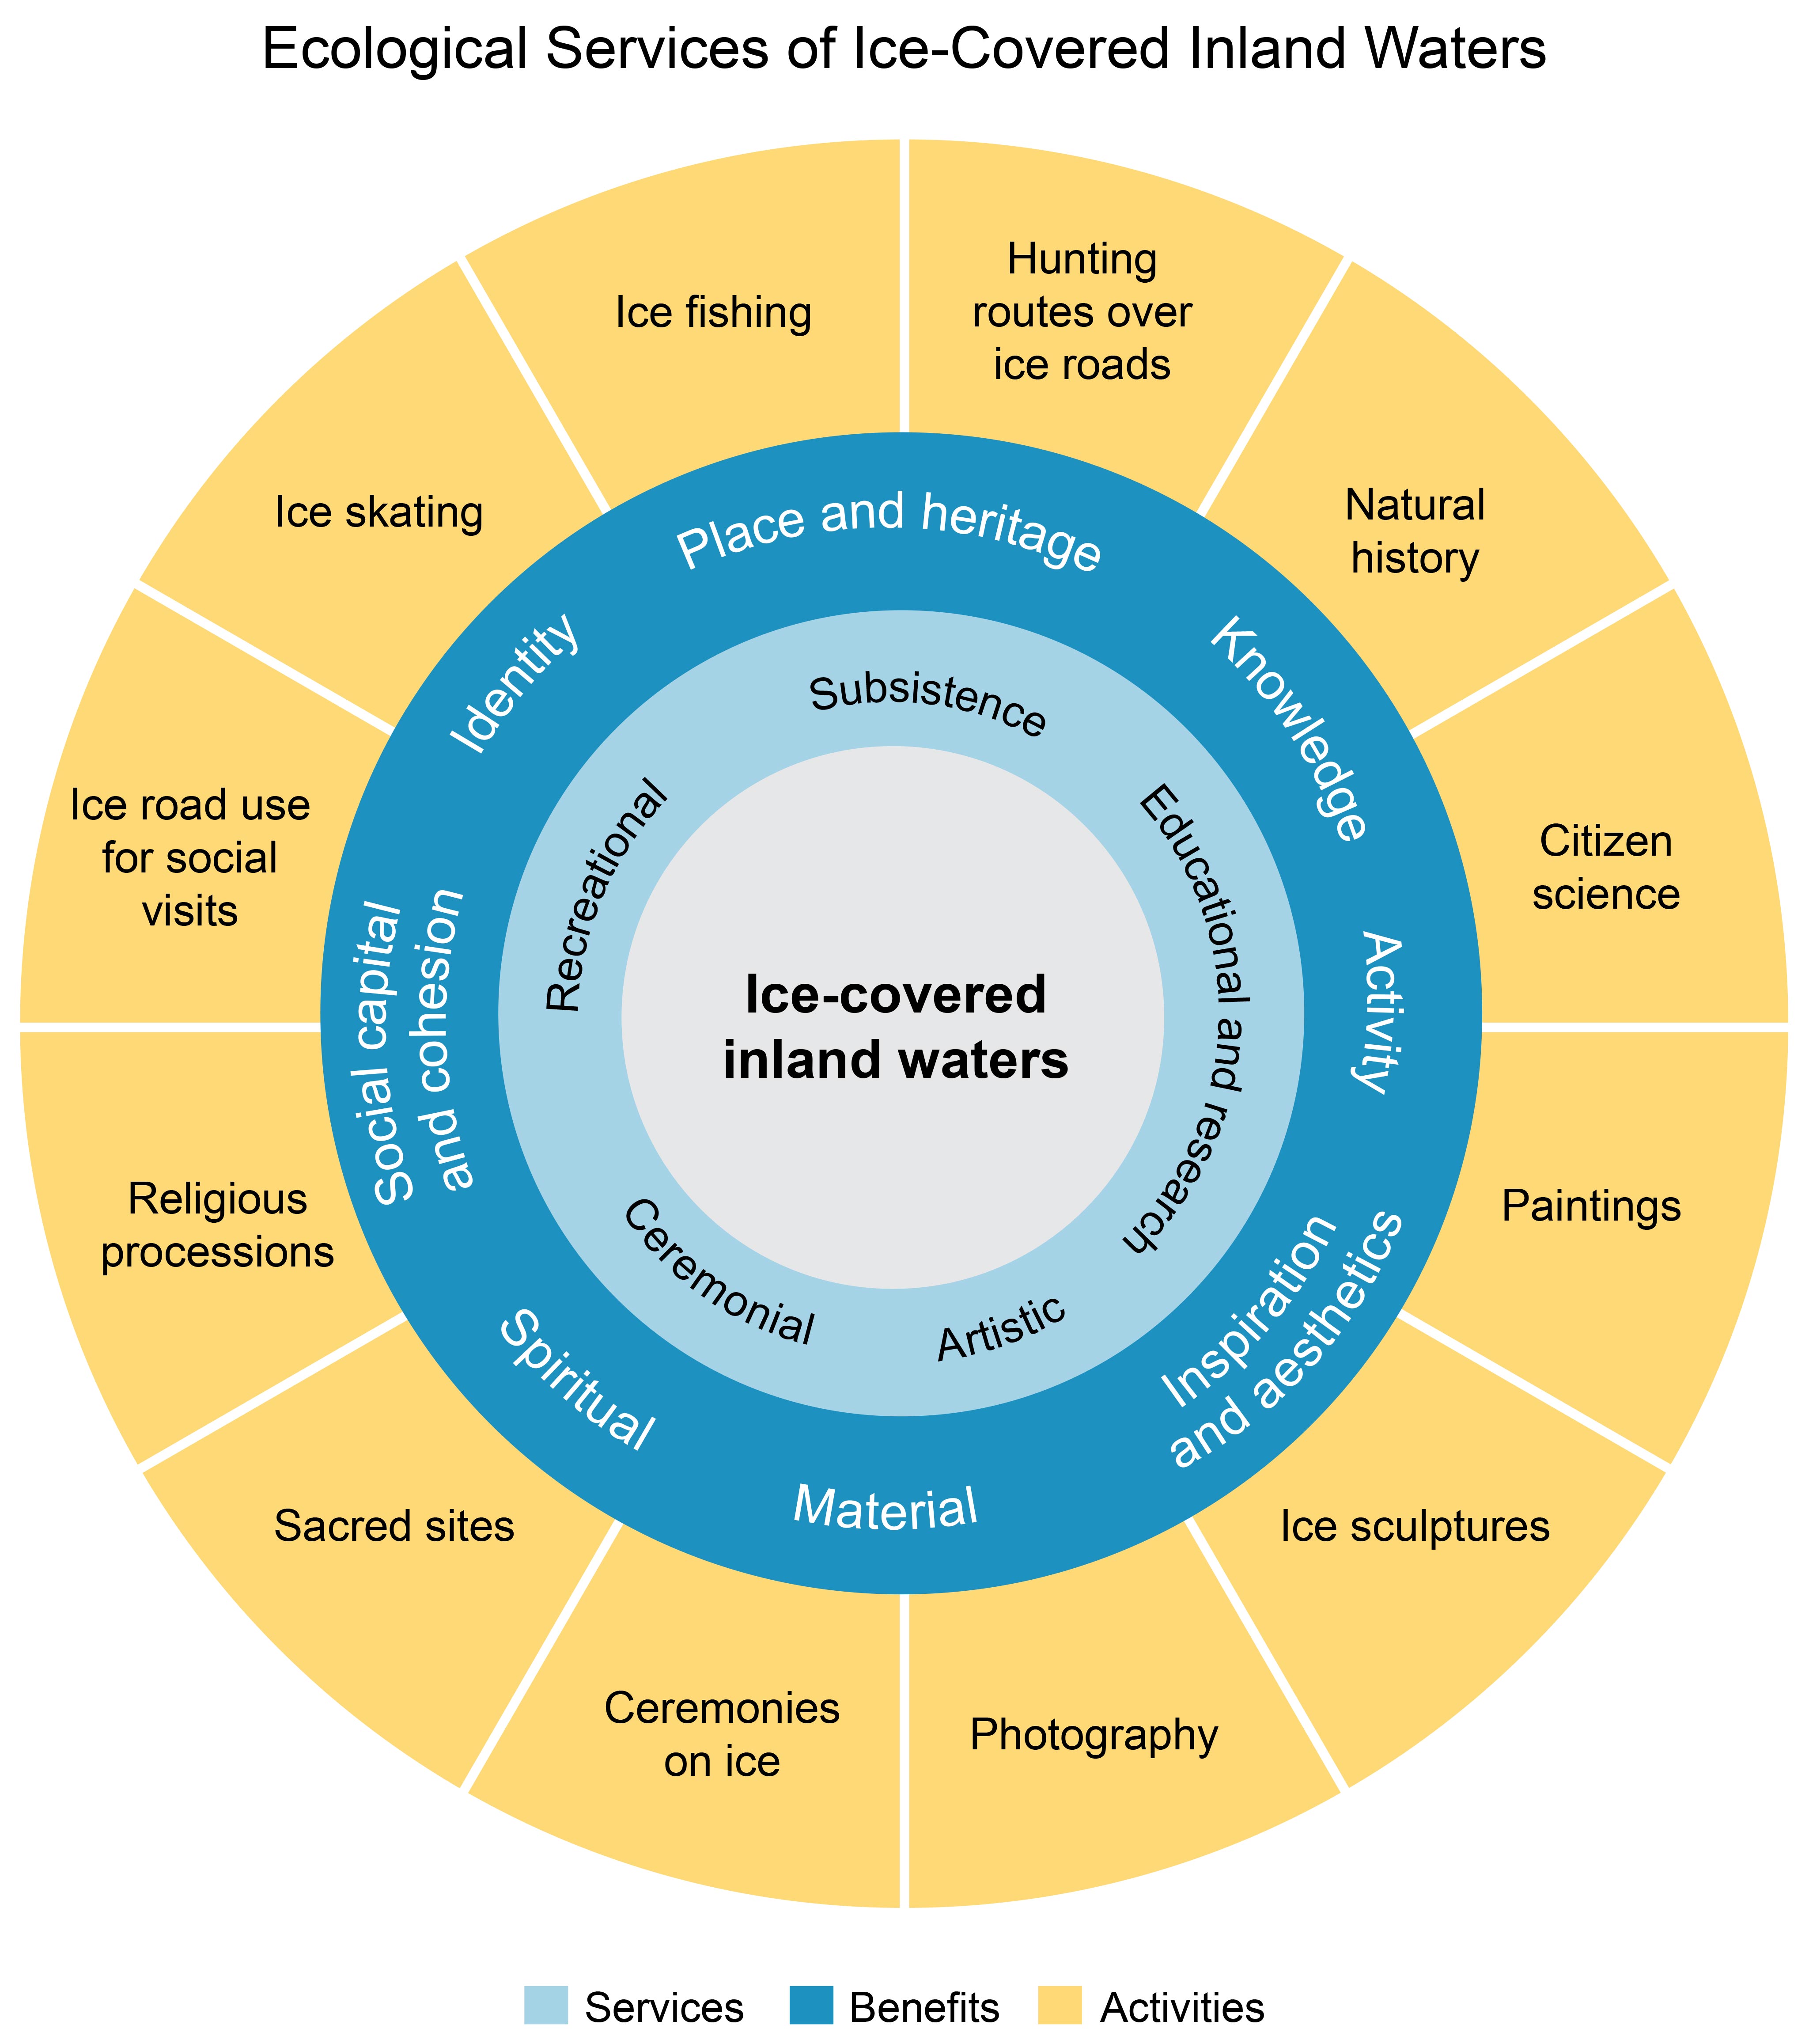 Ecological Services of Ice-Covered Inland Waters
Ice fishing
Hunting
routes over
ice roads
Natural
history
Citizen
science
Paintings
Ice sculptures
Photography
Ceremonies
on ice
Sacred sites
Religious
processions
Ice road use
for social
visits
Ice skating
Place and heritage
Knowledge
Activity
Inspiration
and aesthetics
Material
Spiritual
Social capital
and cohesion
Identity
Subsistence
Educational and research
Artistic
Ceremonial
Recreational
Ice-covered
inland waters
Services
Benefits
Activities